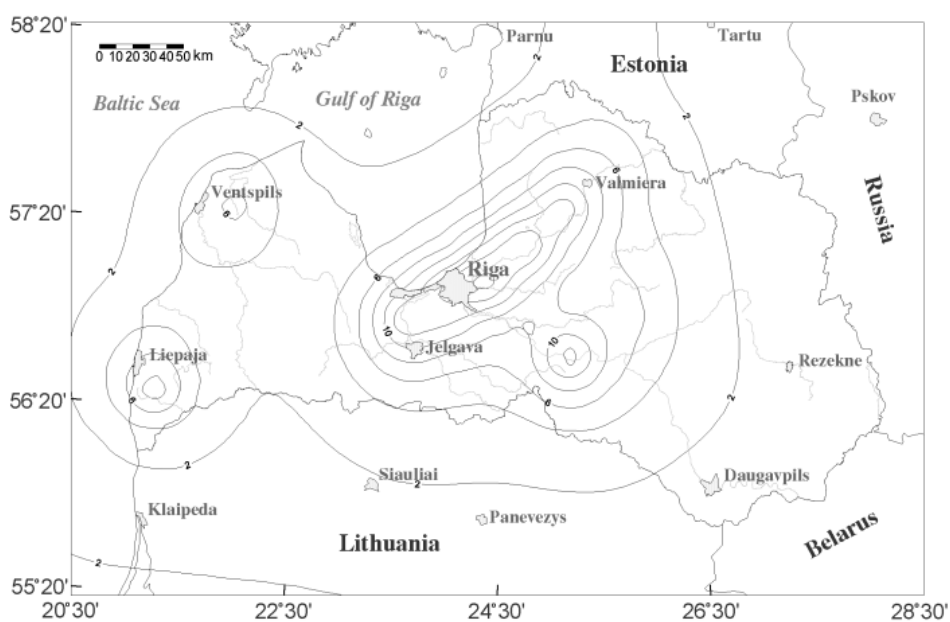 58°20'
0 10 20 30 40 50 km
Parnu
Tartu
2
Estonia
Baltic Sea
Gulf of Riga
Pskov
2
2
6
Valmiera
Ventspils
57°20'
6
Russia
2
6
Riga
10
10
Jelgava
Liepaja
Rezekne
56°20'
6
6
2
2
Siauliai
2
Daugavpils
Klaipeda
Panevezys
Lithuania
Belarus
2
55°20'
20°30' 22°30' 24°30' 26°30' 28°30'